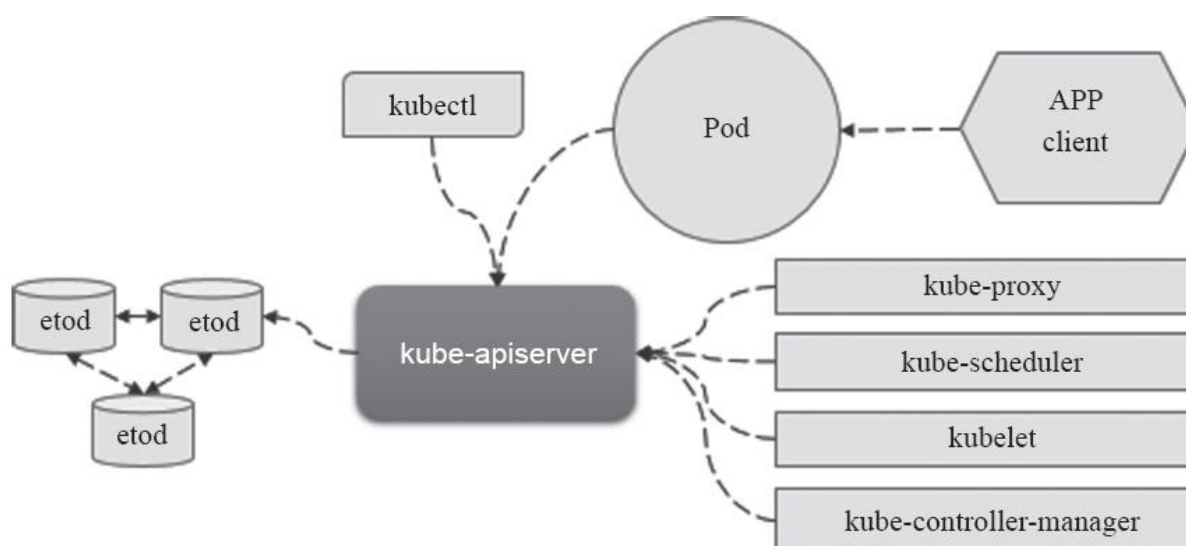 kubectl
Pod
APP
client
etod
etod
etod
kube-apiserver
kube-proxy
kube-scheduler
kubelet
kube-controller-manager